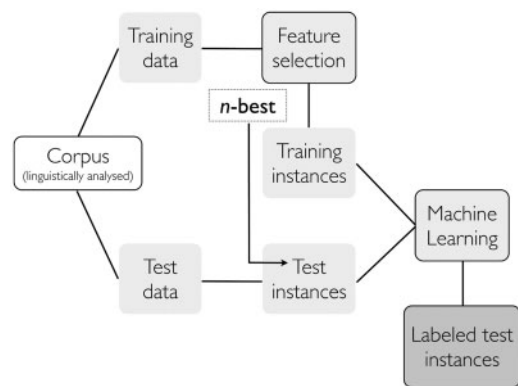 Training
data
Feature
selection
n-best
Corpus
(linguistically analysed)
Training
instances
Machine
Learning
Test
data
Test
instances
Labeled test
instances